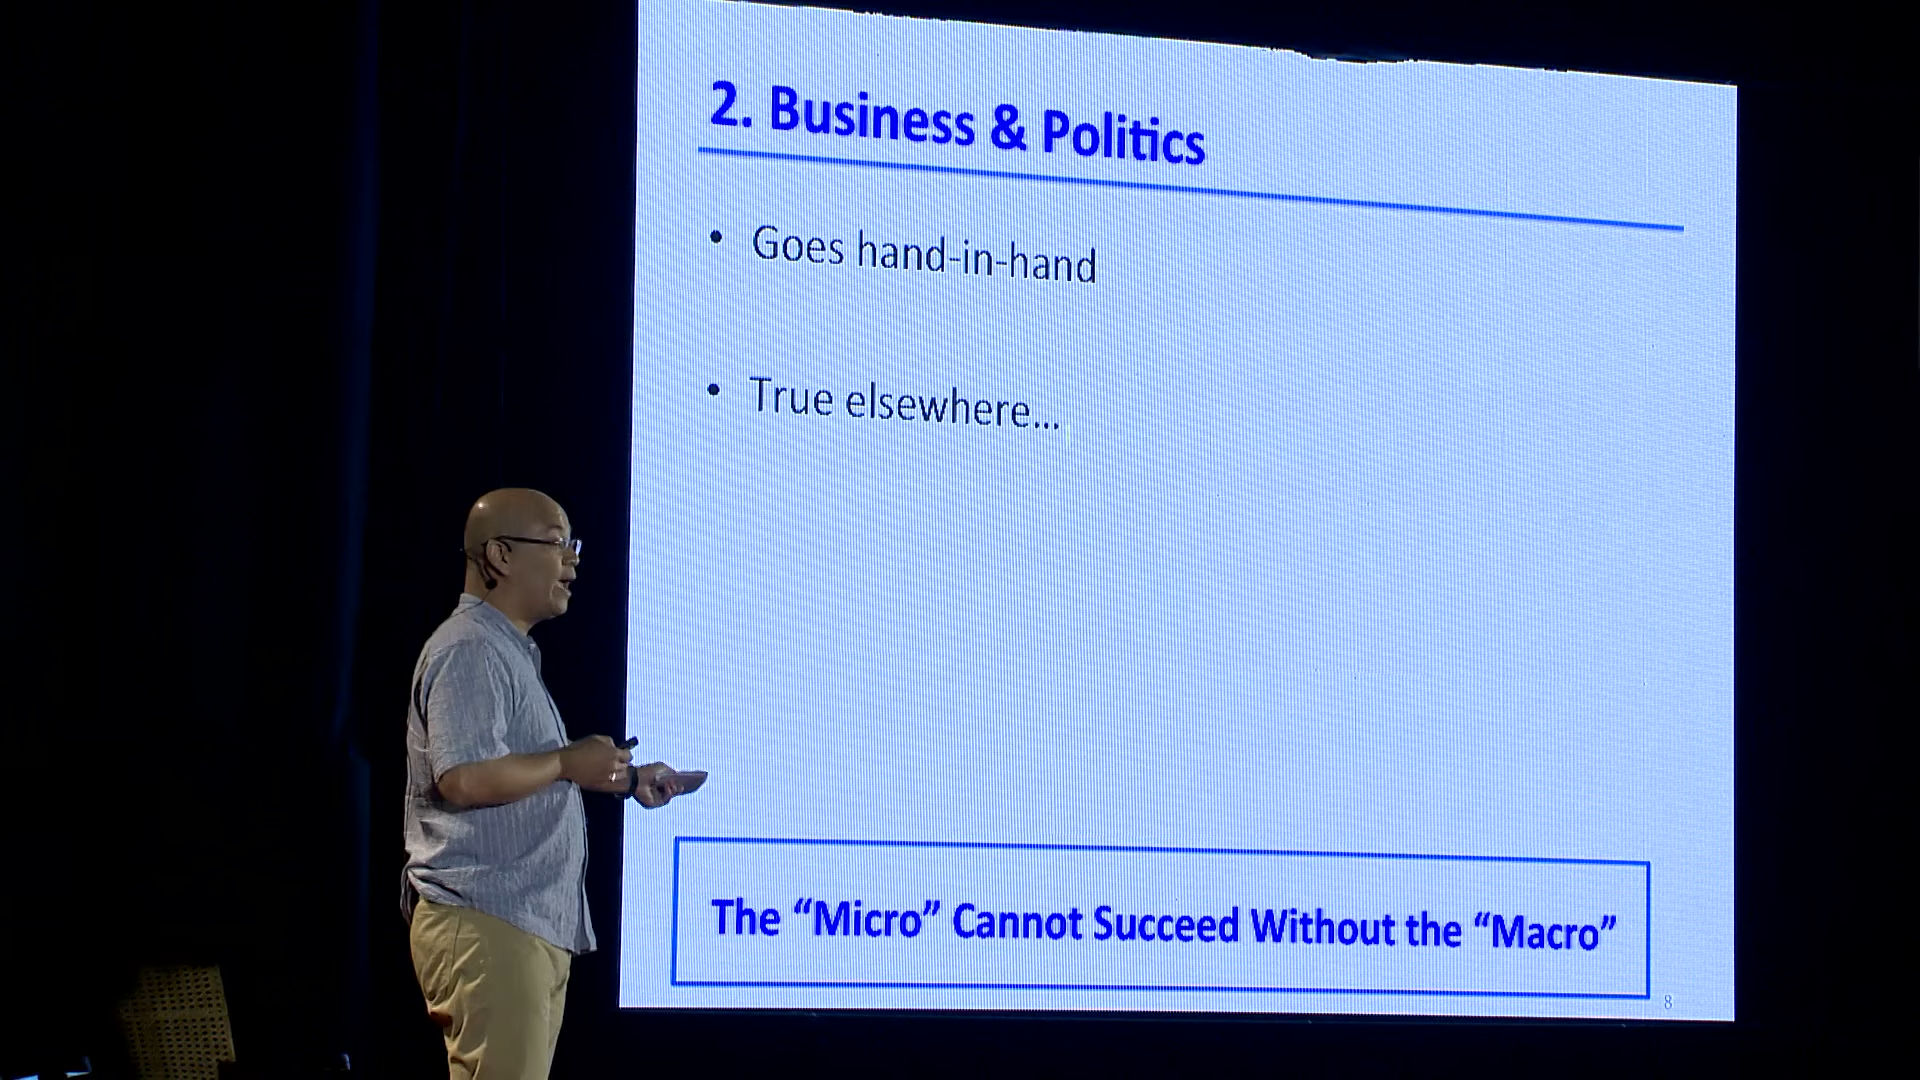 2. Business & Politics
• Goes hand-in-hand
• True elsewhere...
The “Micro” Cannot Succeed Without the “Macro”
8